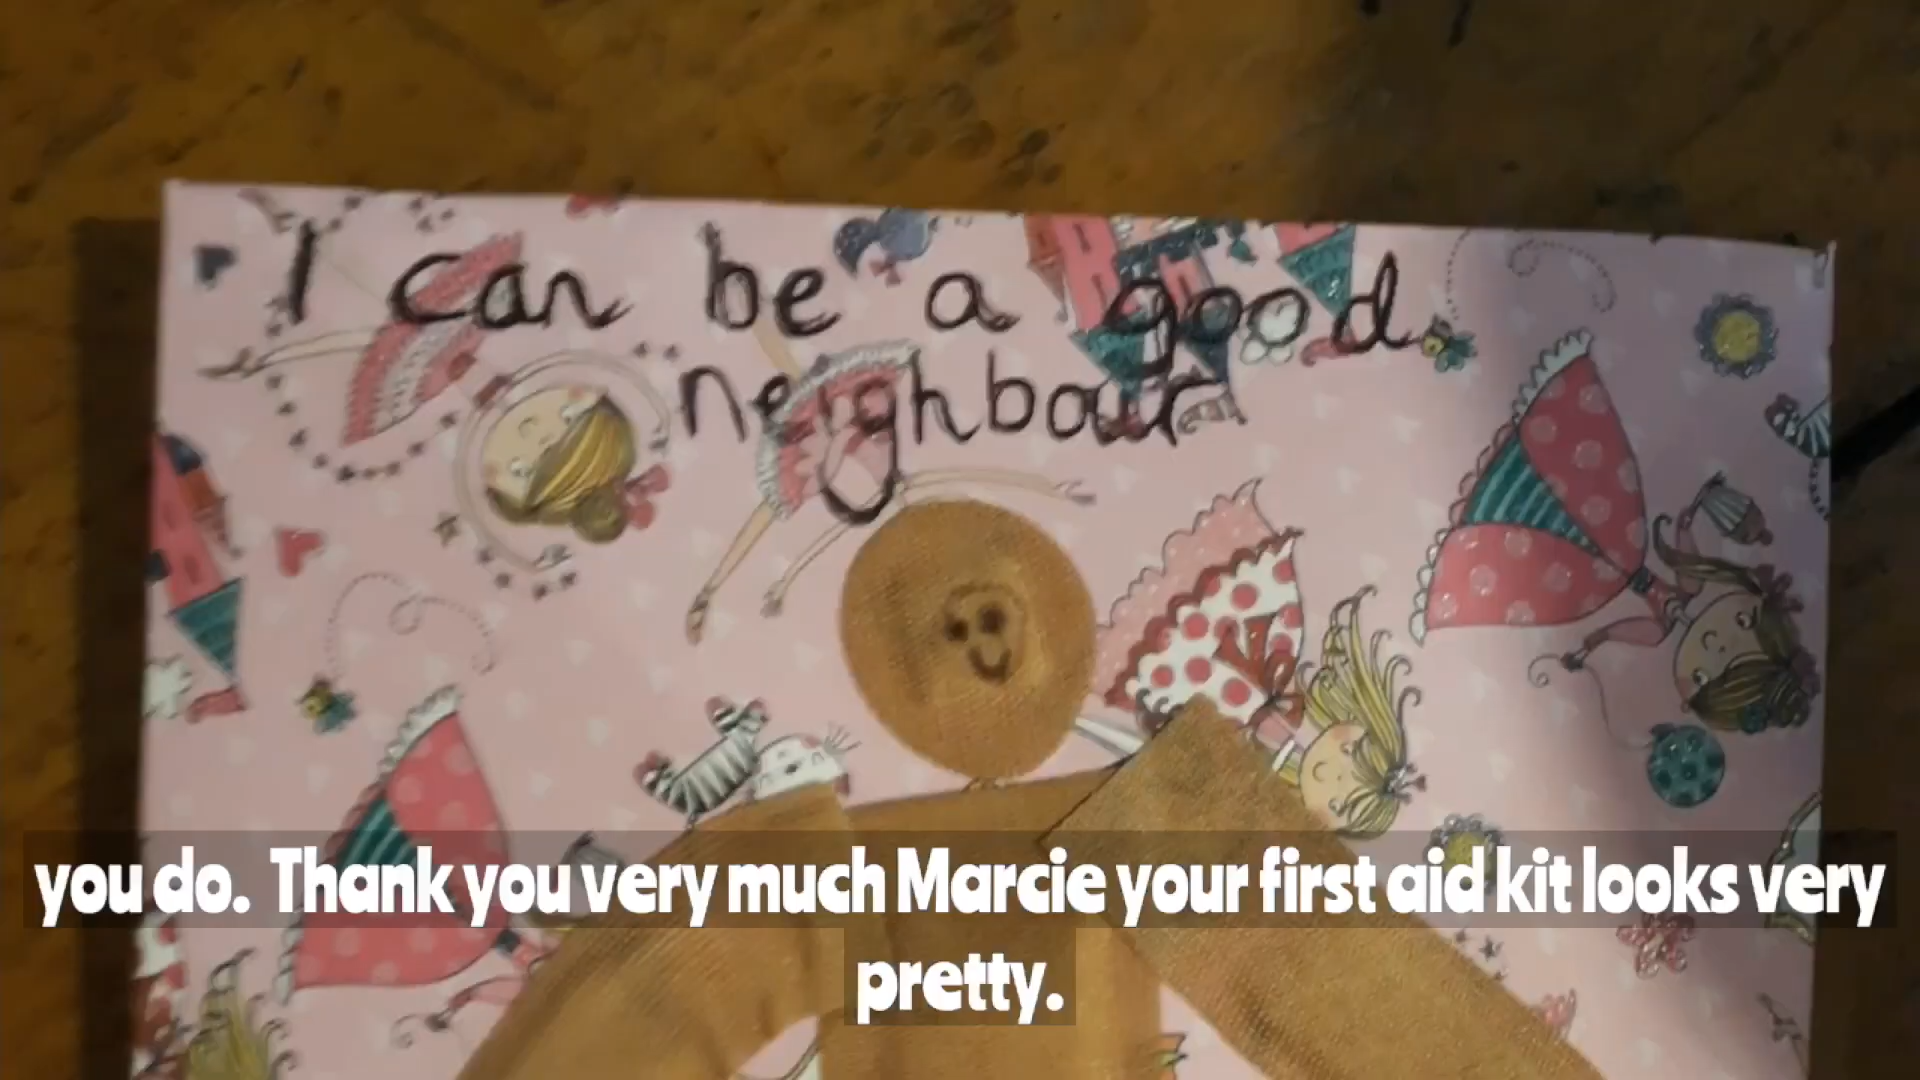 I can be a good
neighbour
you do. Thank you very much Marcie your first aid kit looks very
pretty.